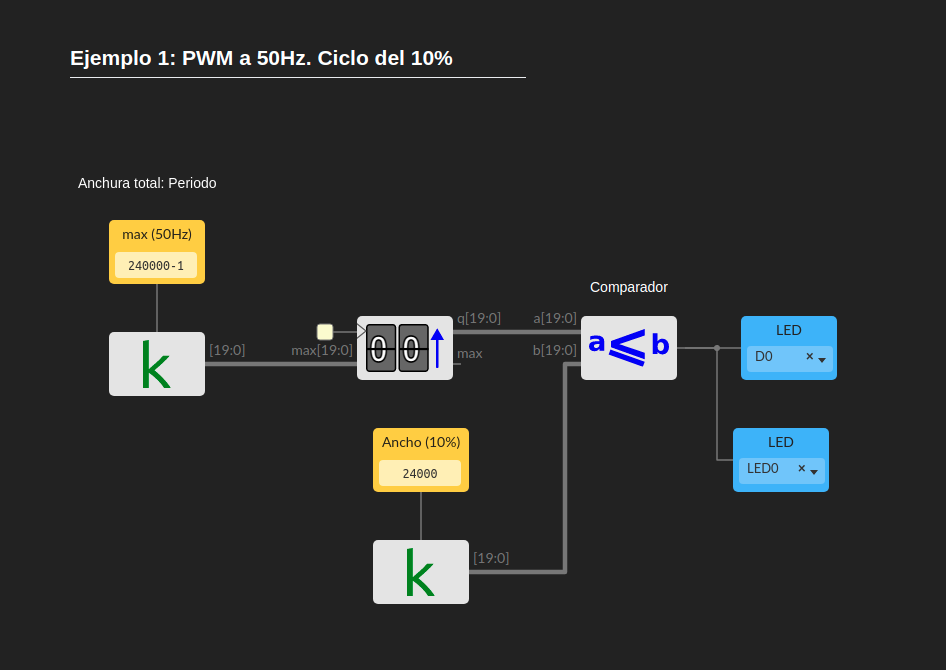 Ejemplo 1: PWM a 50Hz. Ciclo del 10%
Anchura total: Periodo
max (50Hz)
240000-1
k
[19:0]
max[19:0]
00
q[19:0]
max
Comparador
a[19:0]
b[19:0]
a⩽b
LED
D0 ×
LED
LED0 ×
Ancho (10%)
24000
k
[19:0]